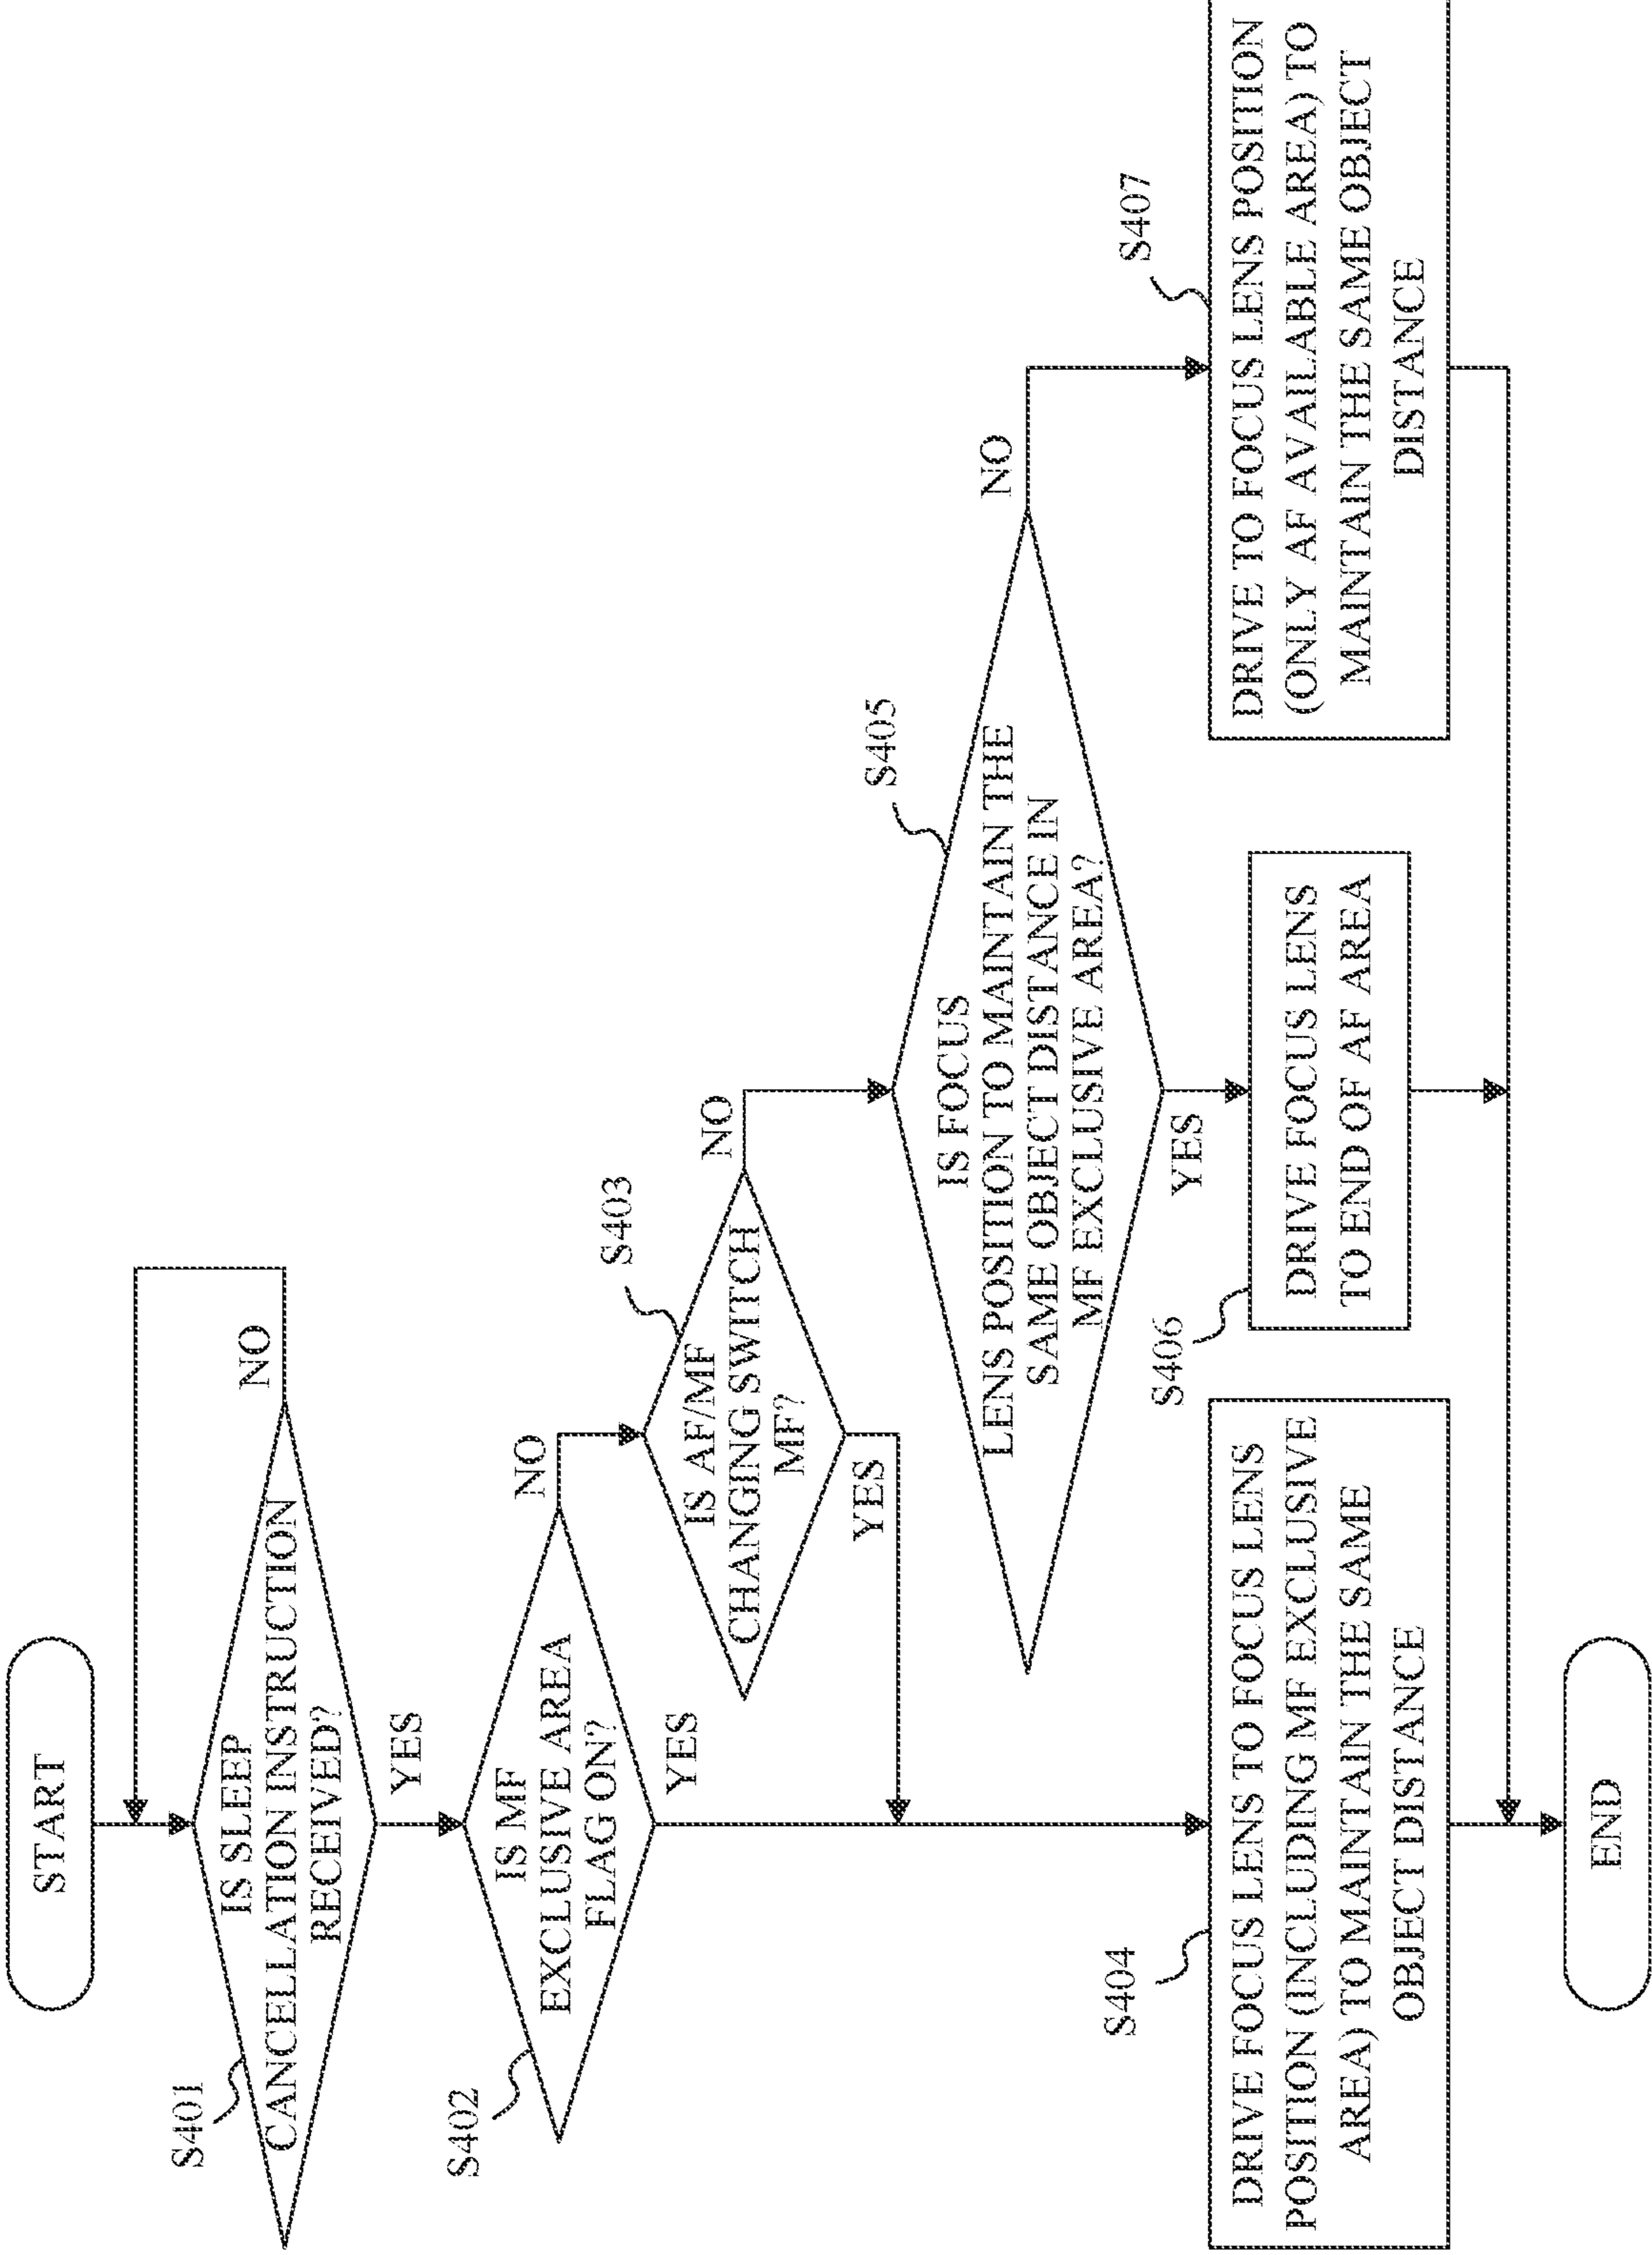 START
S401
IS SLEEP
CANCELLATION INSTRUCTION
RECEIVED?
NO
YES
S402
IS MF
EXCLUSIVE AREA
FLAG ON?
NO
YES
S403
IS AF/MF
CHANGING SWITCH
MF?
NO
YES
S405
IS FOCUS
LENS POSITION TO MAINTAIN THE
SAME OBJECT DISTANCE IN
MF EXCLUSIVE AREA?
NO
YES
S404
DRIVE FOCUS LENS TO FOCUS LENS
POSITION (INCLUDING MF EXCLUSIVE
AREA) TO MAINTAIN THE SAME
OBJECT DISTANCE
S406
DRIVE FOCUS LENS
TO END OF AF AREA
S407
DRIVE TO FOCUS LENS POSITION
(ONLY AF AVAILABLE AREA) TO
MAINTAIN THE SAME OBJECT
DISTANCE
END